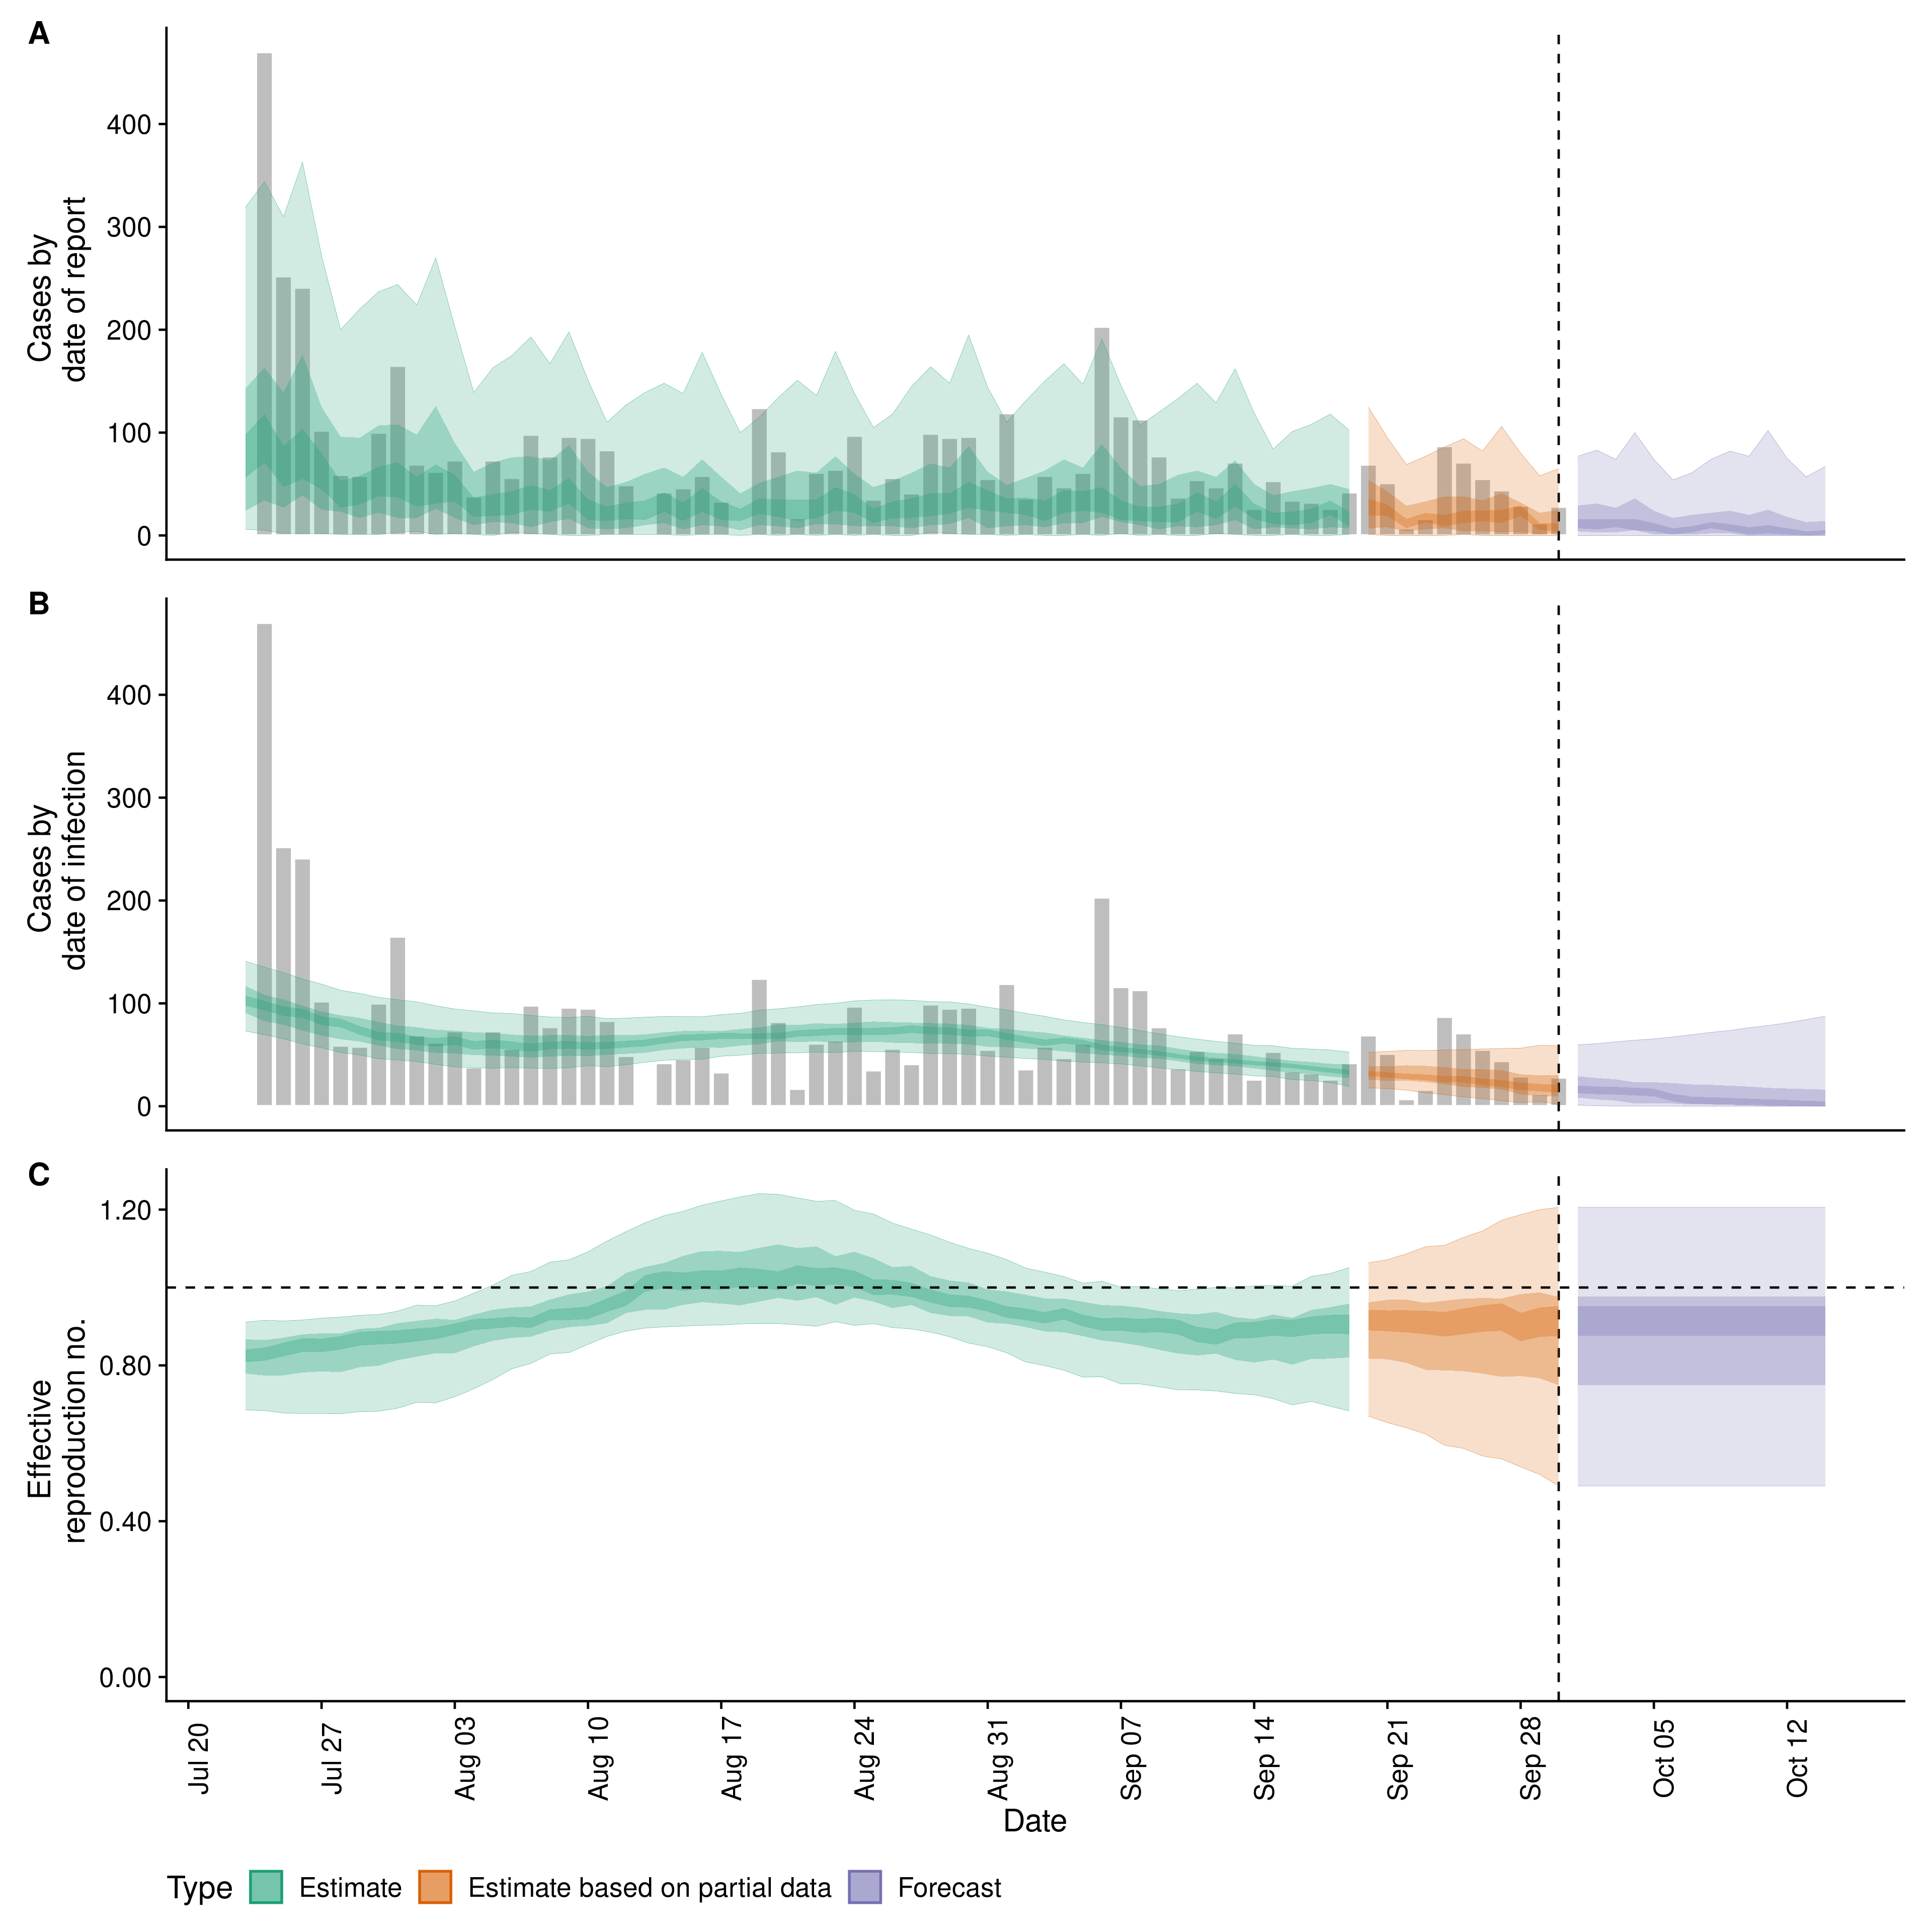 A
Cases by
date of report
400
300
200
100
0
B
Cases by
date of infection
400
300
200
100
0
C
Effective
reproduction no.
1.20
0.80
0.40
0.00
Jul 20
Jul 27
Aug 03
Aug 10
Aug 17
Aug 24
Aug 31
Sep 07
Sep 14
Sep 21
Sep 28
Oct 05
Oct 12
Date
Type Estimate Estimate based on partial data Forecast